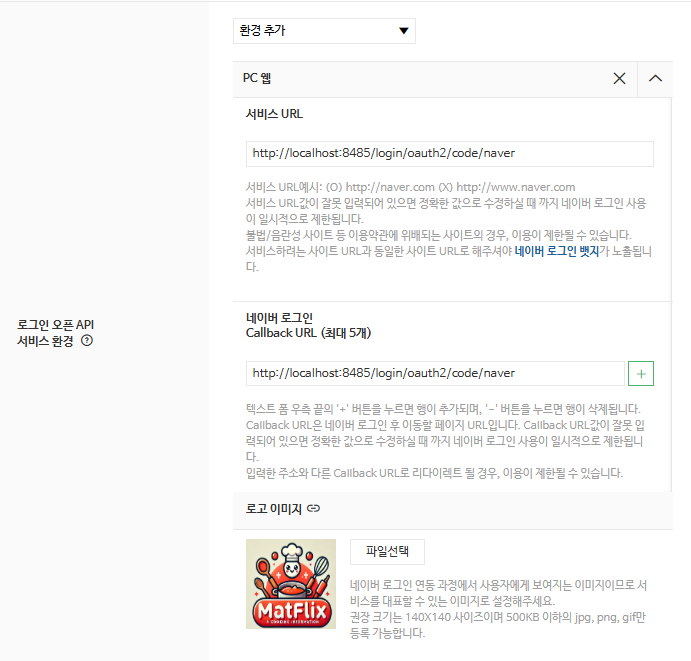 환경 추가
PC 웹
서비스 URL
http://localhost:8485/login/oauth2/code/naver
서비스 URL예시: (O) http://naver.com (X) http://www.naver.com
서비스 URL값이 잘못 입력되어 있으면 정확한 값으로 수정하실 때 까지 네이버 로그인 사용
이 일시적으로 제한됩니다.
불법/음란성 사이트 등 이용약관에 위배되는 사이트의 경우, 이용이 제한될 수 있습니다.
서비스하려는 사이트 URL과 동일한 사이트 URL로 해주셔야 네이버 로그인 뱃지가 노출됩니
다.
로그인 오픈 API
서비스 환경 ?
네이버 로그인
Callback URL (최대 5개)
http://localhost:8485/login/oauth2/code/naver
텍스트 폼 우측 끝의 '+' 버튼을 누르면 행이 추가되며, '-' 버튼을 누르면 행이 삭제됩니다.
Callback URL은 네이버 로그인 후 이동할 페이지 URL입니다. Callback URL값이 잘못 입
력되어 있으면 정확한 값으로 수정하실 때 까지 네이버 로그인 사용이 일시적으로 제한됩니
다.
입력한 주소와 다른 Callback URL로 리다이렉트 될 경우, 이용이 제한될 수 있습니다.
로고 이미지
MatFlix
파일선택
네이버 로그인 연동 과정에서 사용자에게 보여지는 이미지이므로 서
비스를 대표할 수 있는 이미지로 설정해주세요.
권장 크기는 140X140 사이즈이며 500KB 이하의 jpg, png, gif만
등록 가능합니다.